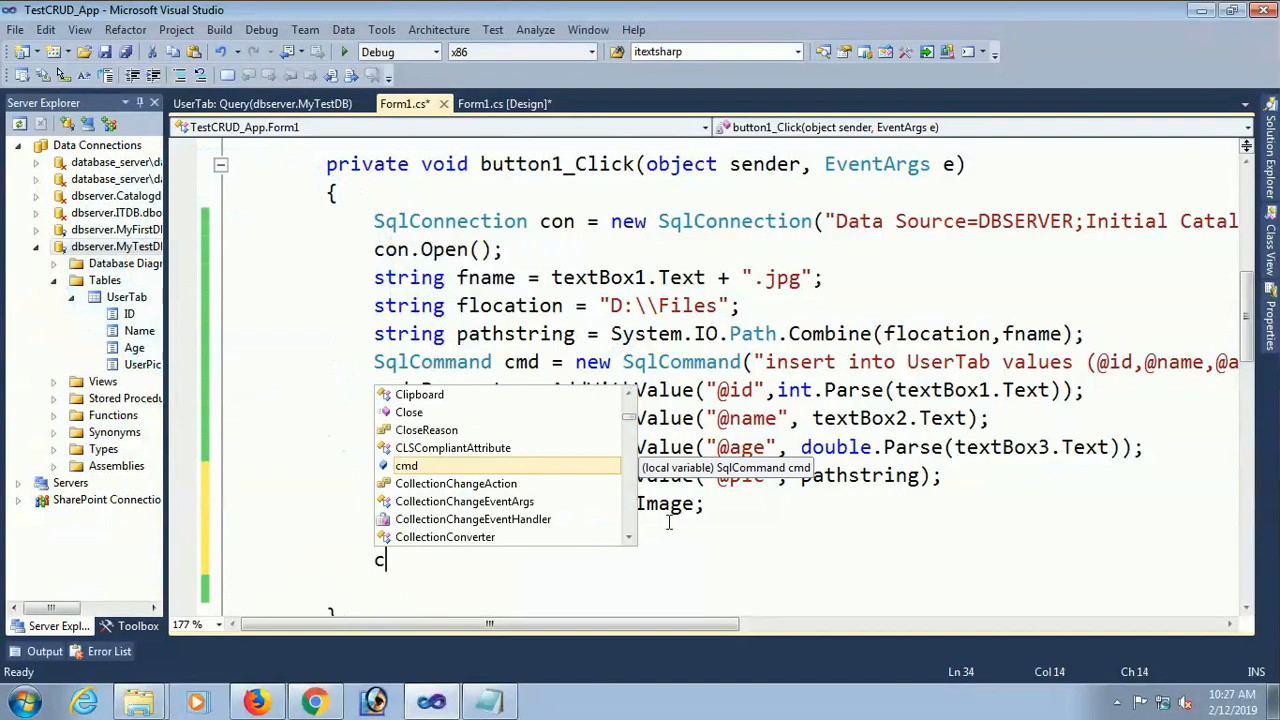 TestCRUD_App - Microsoft Visual Studio
File Edit View Refactor Project Build Debug Team Data Tools Architecture Test Analyze Window Help
Debug x86 itextsharp
Server Explorer
UserTab: Query(dbserver.MyTestDB) Form1.cs* Form1.cs [Design]*
TestCRUD_App.Form1 button1_Click(object sender, EventArgs e)
Data Connections
database_server\da
database_server\da
dbserver.Catalogd
dbserver.ITDB.dbo
dbserver.MyFirstD
dbserver.MyTestDI
Database Diagr
Tables
UserTab
ID
Name
Age
UserPic
Views
Stored Procedu
Functions
Synonyms
Types
Assemblies
Servers
SharePoint Connectio
private void button1_Click(object sender, EventArgs e)
{
SqlConnection con = new SqlConnection("Data Source=DBSERVER;Initial Catal
con.Open();
string fname = textBox1.Text + ".jpg";
string flocation = "D:\\Files";
string pathstring = System.IO.Path.Combine(flocation,fname);
SqlCommand cmd = new SqlCommand("insert into UserTab values (@id,@name,@a
Value("@id",int.Parse(textBox1.Text));
Value("@name", textBox2.Text);
Value("@age", double.Parse(textBox3.Text));
pathstring);
Image;
c
}
Clipboard
Close
CloseReason
CLSCompliantAttribute
cmd
CollectionChangeAction
CollectionChangeEventArgs
CollectionChangeEventHandler
CollectionConverter
(local variable) SqlCommand cmd
Solution Explorer
Class View
Properties
177 %
Server Expl... Toolbox
Output Error List
Ready Ln 34 Col 14 Ch 14 INS
10:27 AM
2/12/2019